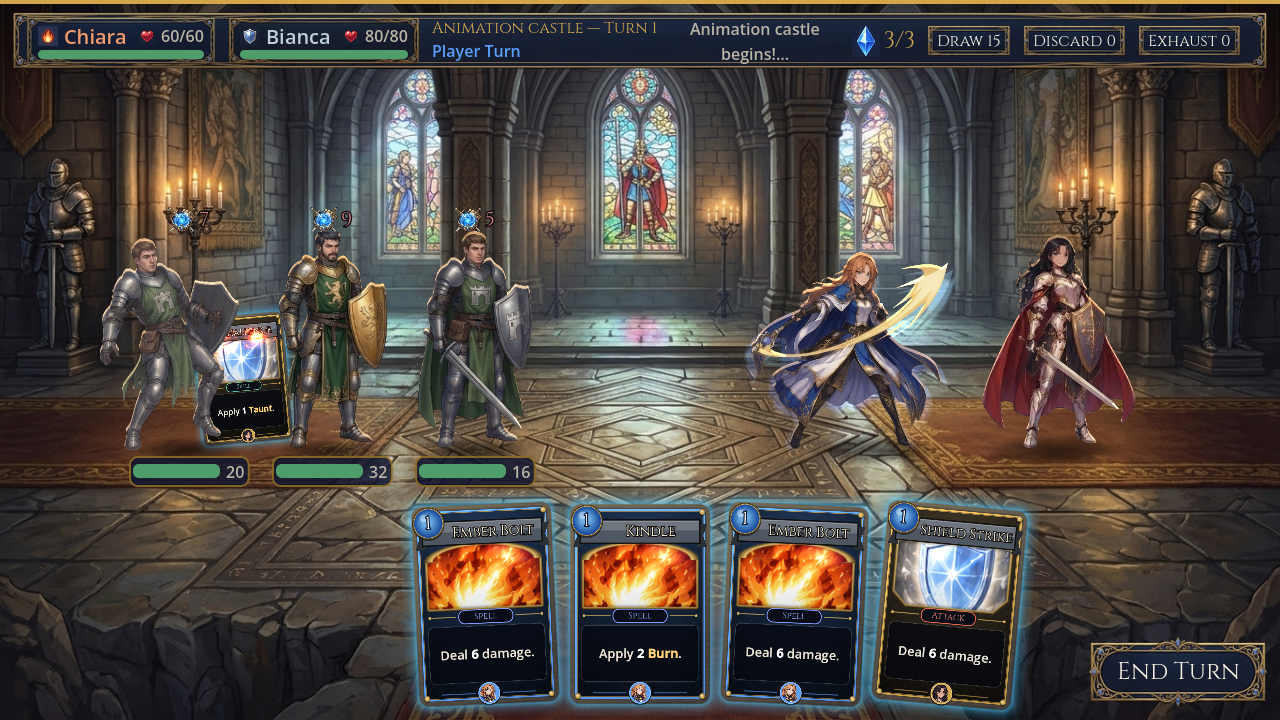 Chiara 60/60
Bianca 80/80
Animation castle — Turn 1
Player Turn
Animation castle
begins!...
3/3
Draw 15
Discard 0
Exhaust 0
7
9
5
Apply 1 Taunt.
20
32
16
1
Ember Bolt
Spell
Deal 6 damage.
1
Kindle
Spell
Apply 2 Burn.
1
Ember Bolt
Spell
Deal 6 damage.
1
Shield Strike
Attack
Deal 6 damage.
End Turn